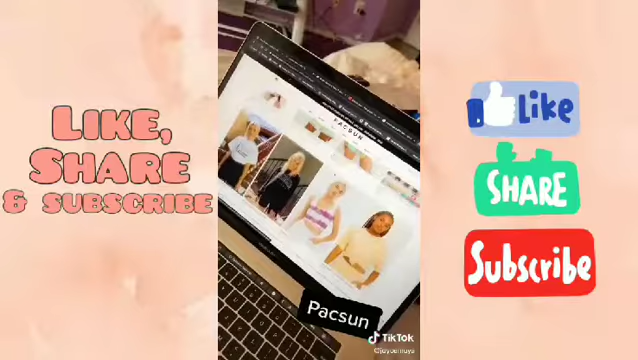 LIKE,
SHARE
& SUBSCRIBE
PACSUN
Pacsun
TikTok
Like
SHARE
Subscribe